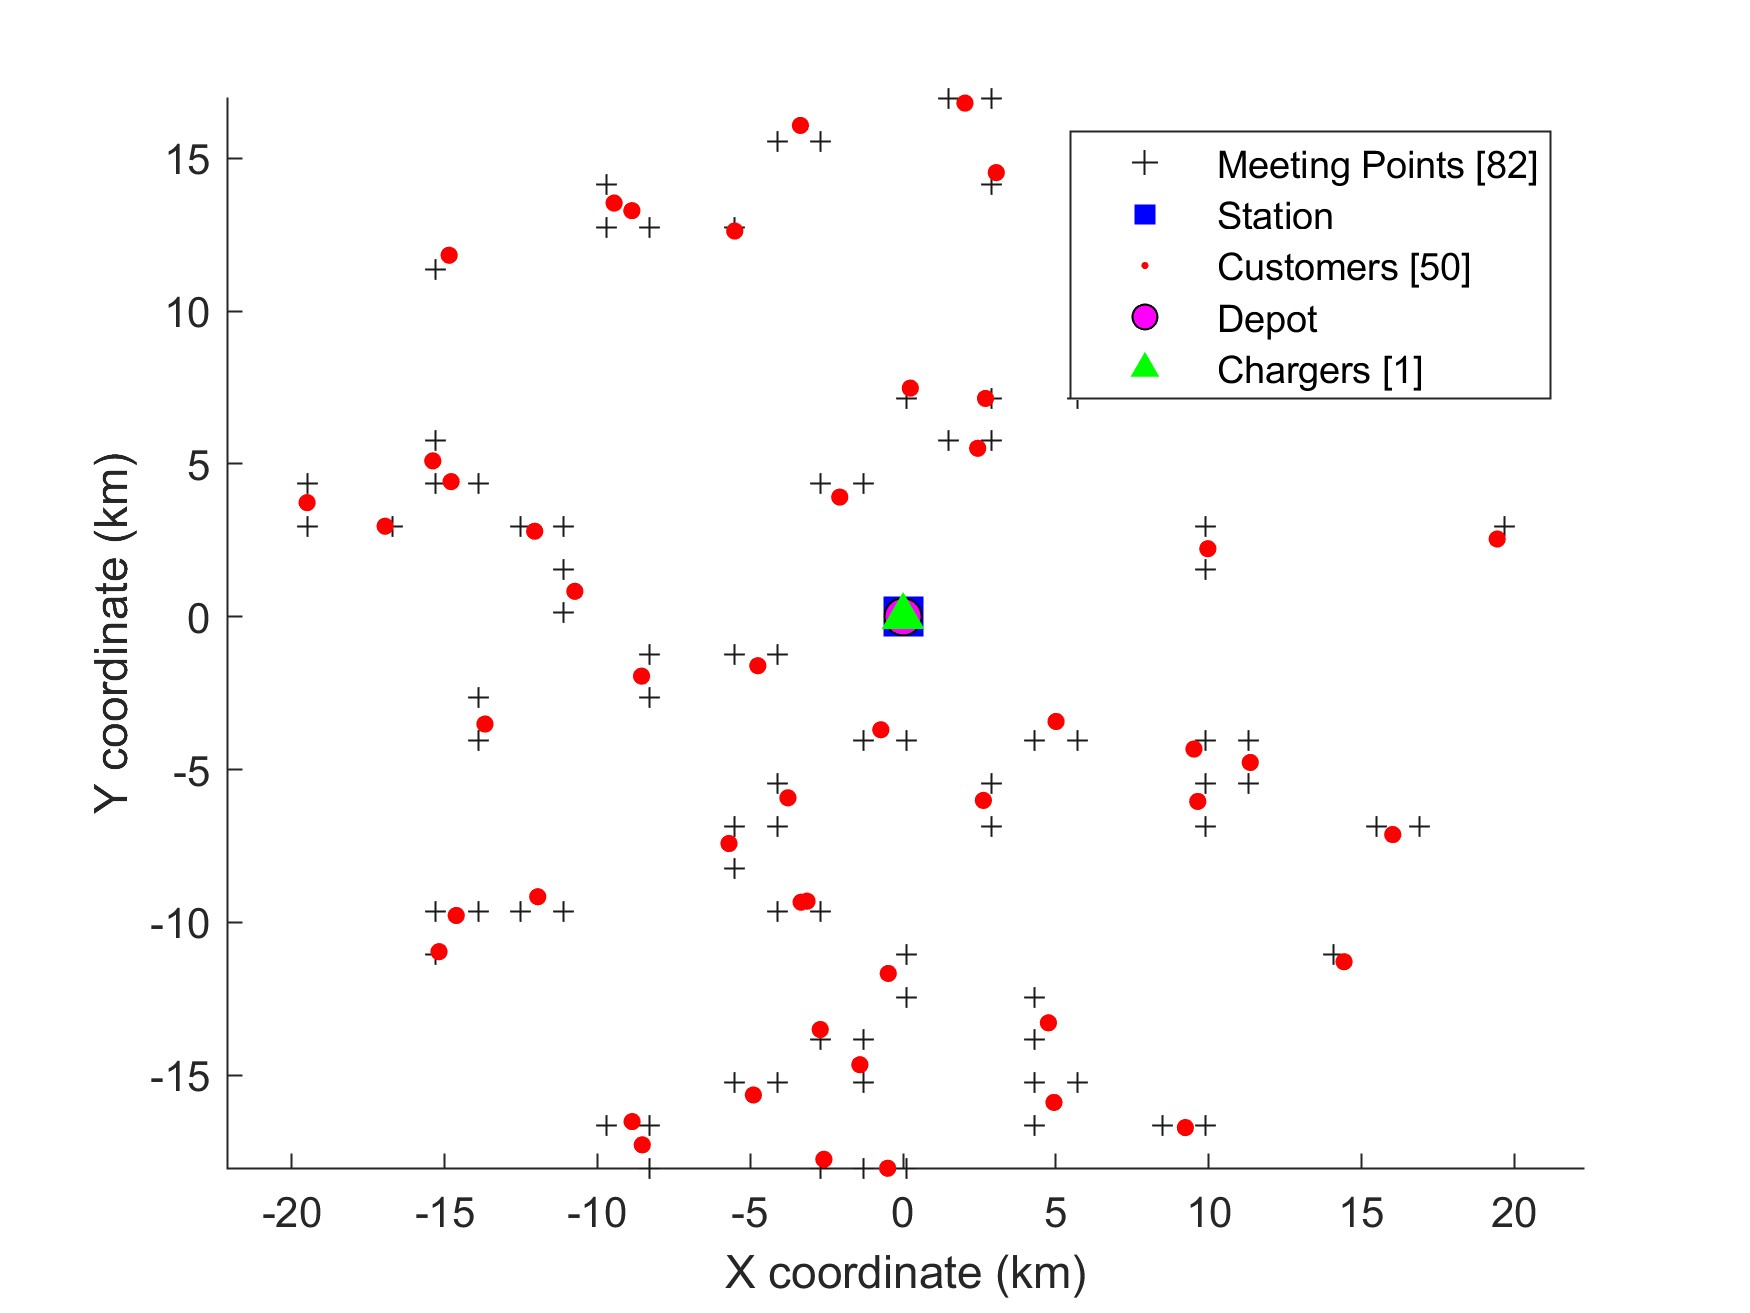 15
10
5
0
-5
-10
-15
Y coordinate (km)
Meeting Points [82]
Station
Customers [50]
Depot
Chargers [1]
-20 -15 -10 -5 0 5 10 15 20
X coordinate (km)